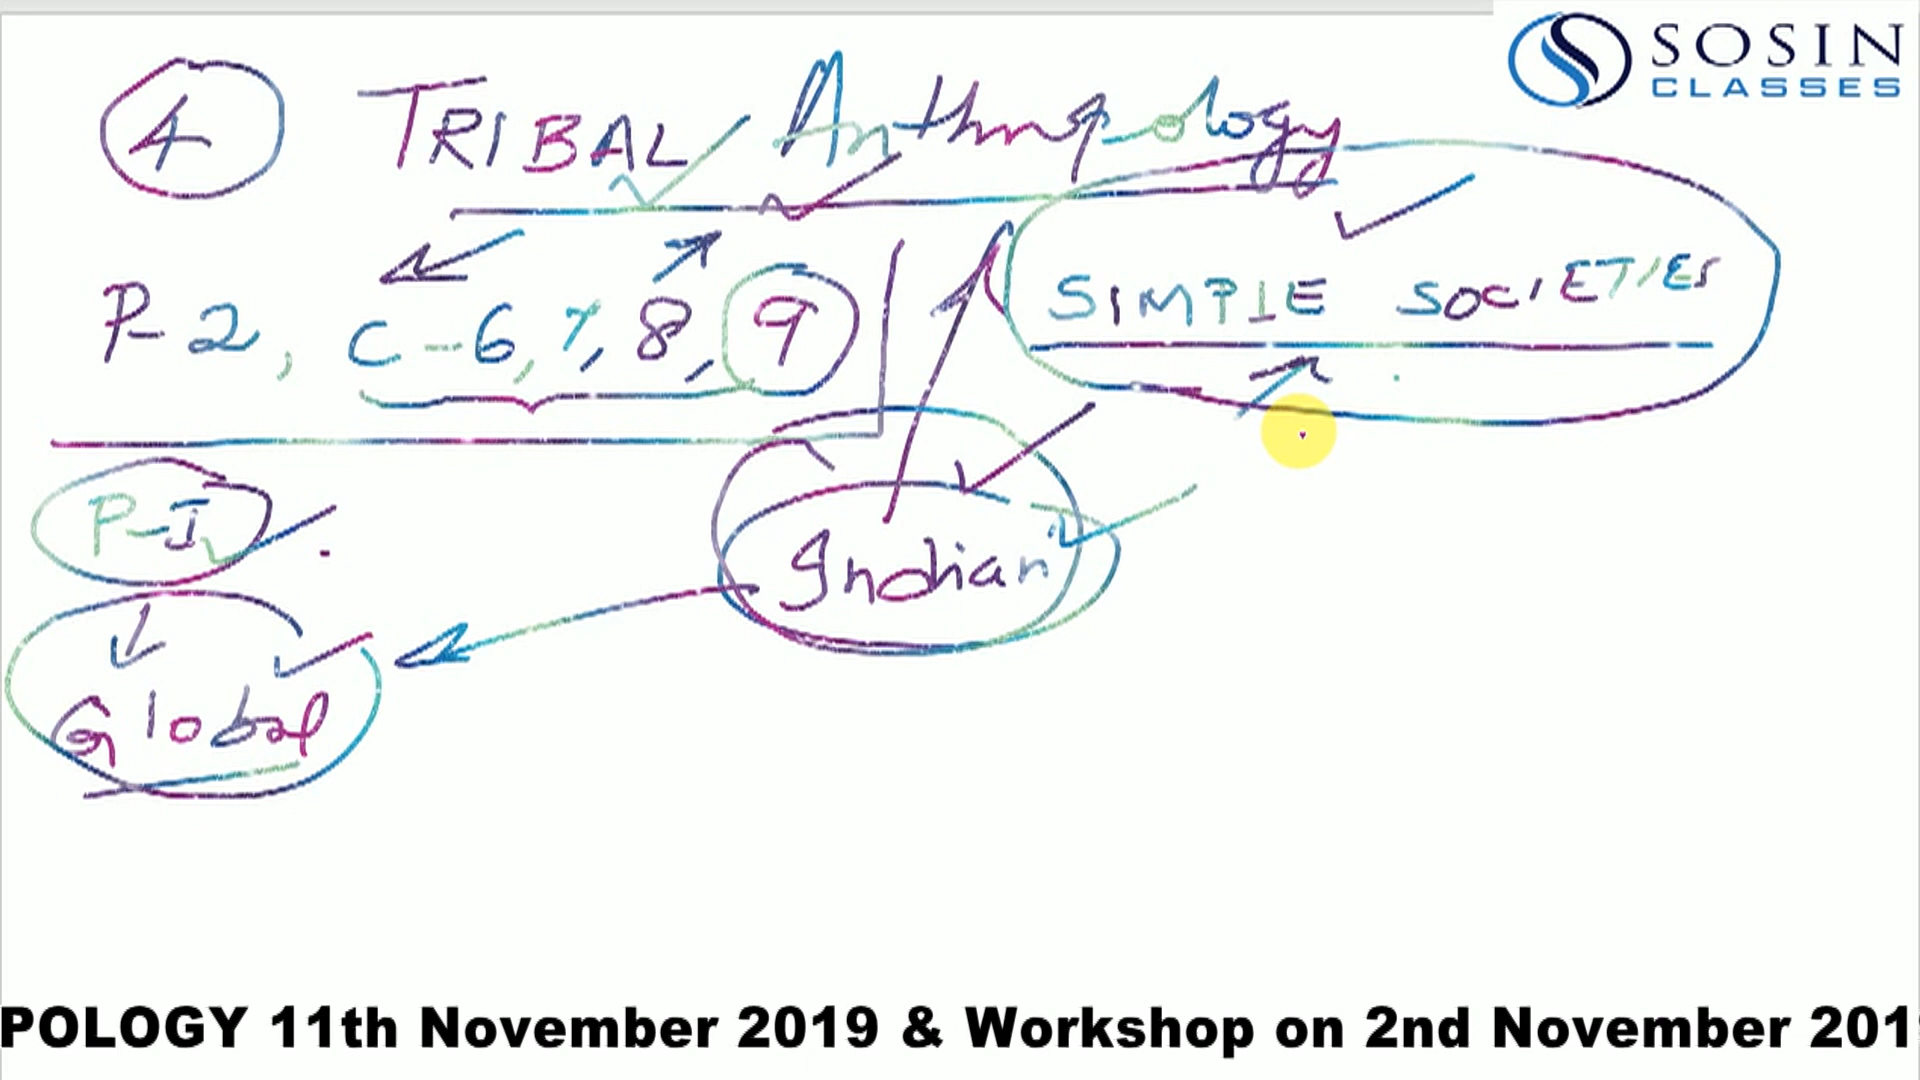 SOSIN
CLASSES
4 TRIBAL Anthropology
P-2, C-6, 7, 8, 9
SIMPLE SOCIETIES
P-I
Indian
Global
POLOGY 11th November 2019 & Workshop on 2nd November 201